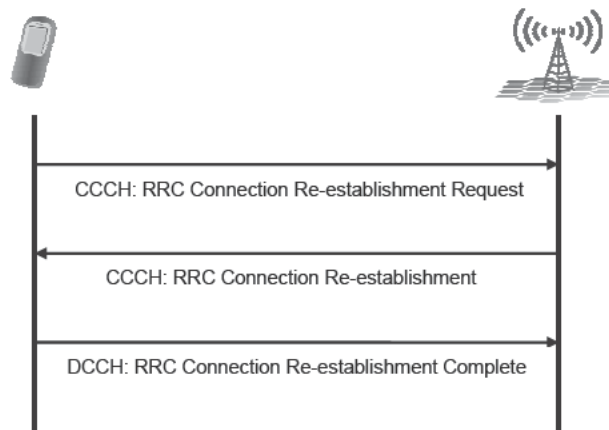 CCCH: RRC Connection Re-establishment Request
CCCH: RRC Connection Re-establishment
DCCH: RRC Connection Re-establishment Complete